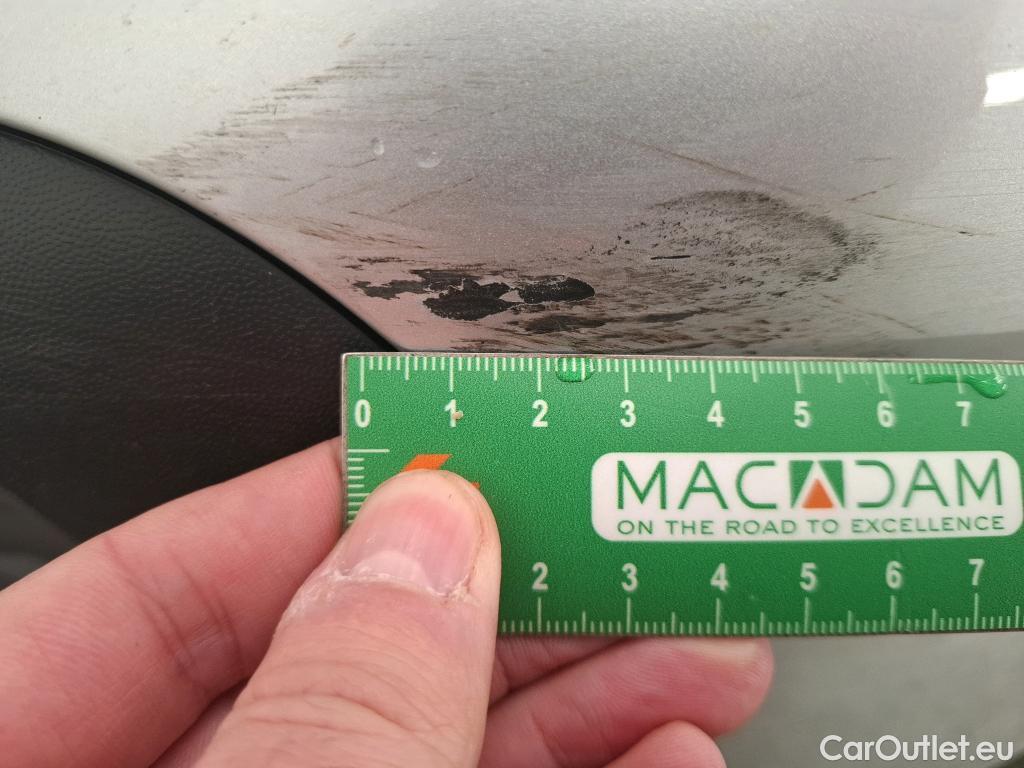 0 1 2 3 4 5 6 7
MACADAM
ON THE ROAD TO EXCELLENCE
2 3 4 5 6 7
CarOutlet.eu